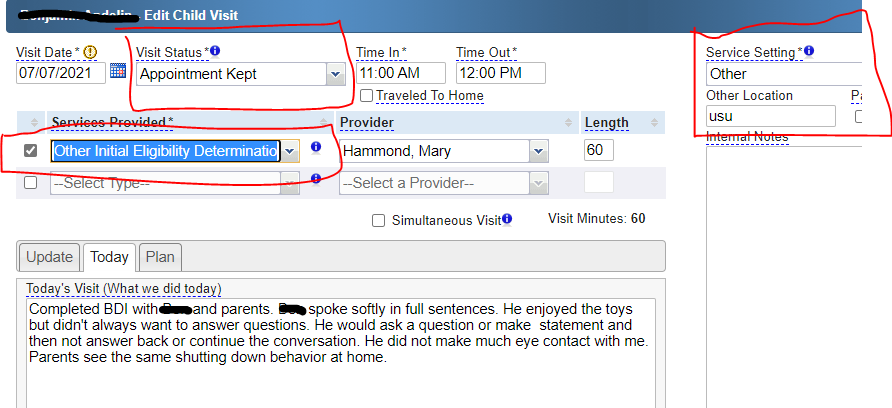 - Edit Child Visit
Visit Date * Visit Status * Time In * Time Out * Service Setting *
07/07/2021 Appointment Kept 11:00 AM 12:00 PM Other
Traveled To Home Other Location
usu
Services Provided * Provider Length Internal Notes
Other Initial Eligibility Determinatio Hammond, Mary 60
--Select Type-- --Select a Provider--
Simultaneous Visit Visit Minutes: 60
Update Today Plan
Today's Visit (What we did today)
Completed BDI with and parents. spoke softly in full sentences. He enjoyed the toys
but didn't always want to answer questions. He would ask a question or make statement and
then not answer back or continue the conversation. He did not make much eye contact with me.
Parents see the same shutting down behavior at home.